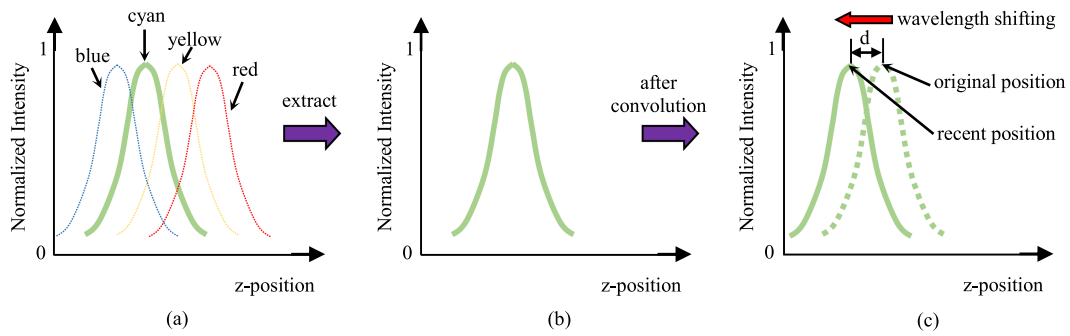 cyan
blue
yellow
red
1
Normalized Intensity
0
z-position
(a)
extract
1
Normalized Intensity
0
z-position
(b)
after
convolution
wavelength shifting
d
1
original position
recent position
Normalized Intensity
0
z-position
(c)